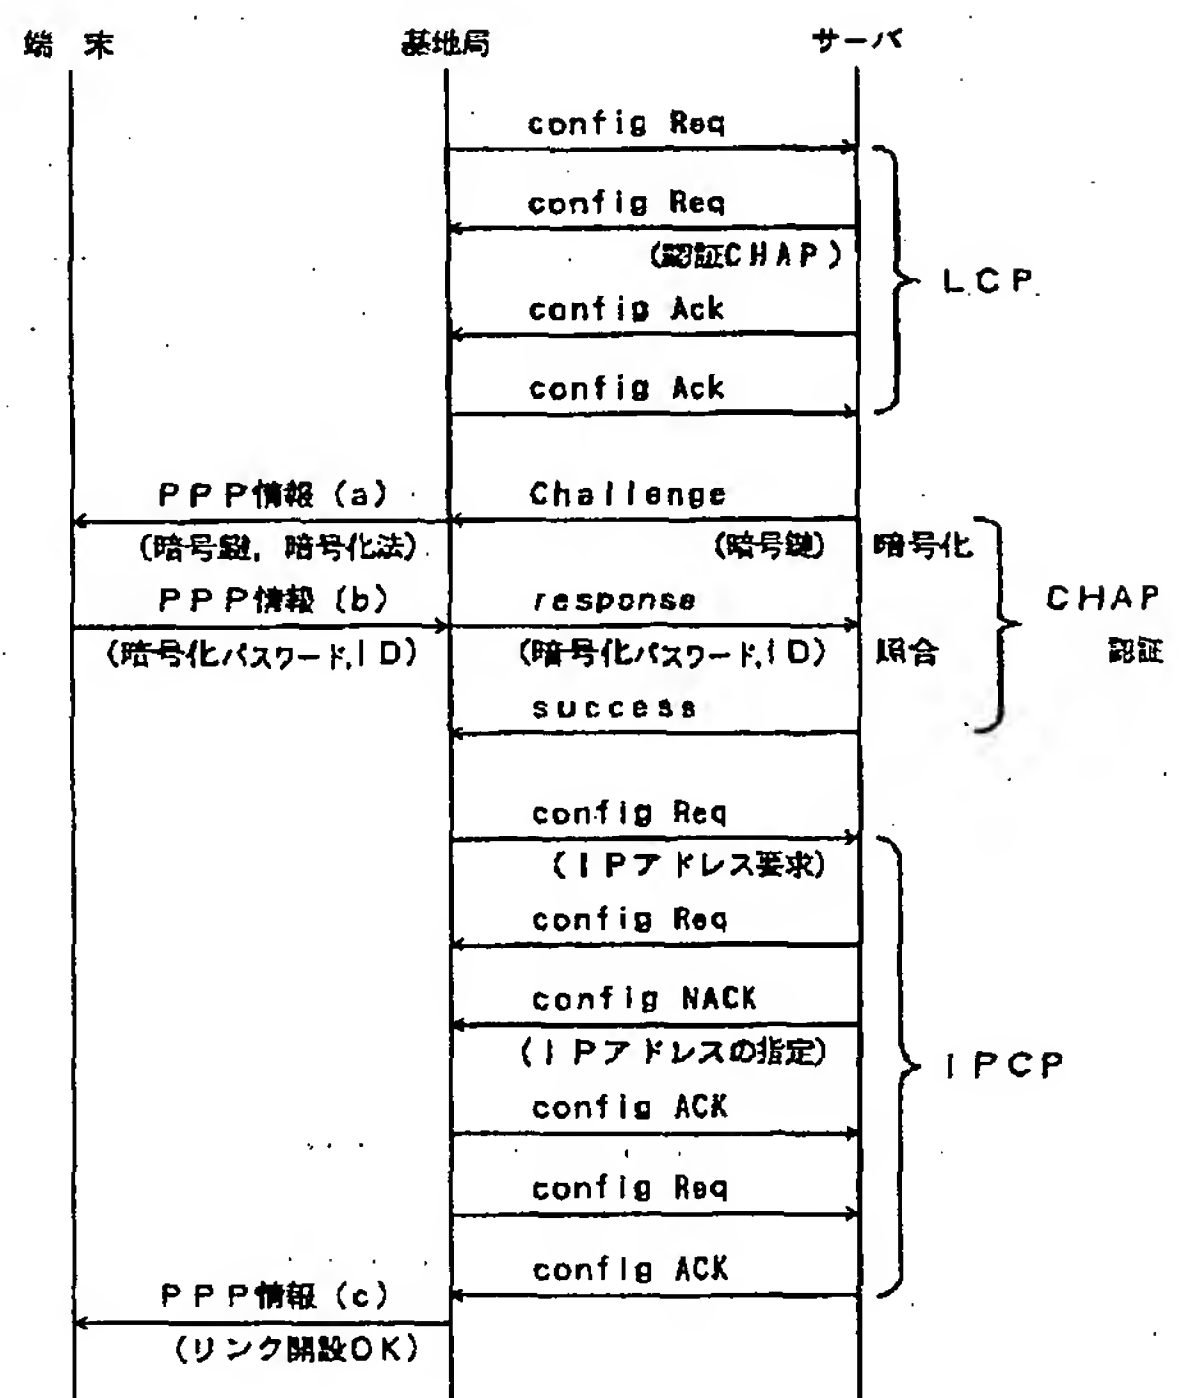 端末 基地局 サーバ
config Req
config Req
(認証CHAP)
LCP
config Ack
config Ack
PPP情報(a) Challenge
(暗号鍵,暗号化法) (暗号鍵) 暗号化
PPP情報(b) response CHAP
(暗号化パスワード,ID) (暗号化パスワード,ID) 照合 認証
success
config Req
(IPアドレス要求)
config Req
config NACK
(IPアドレスの指定) IPCP
config ACK
config Req
config ACK
PPP情報(c)
(リンク開設OK)